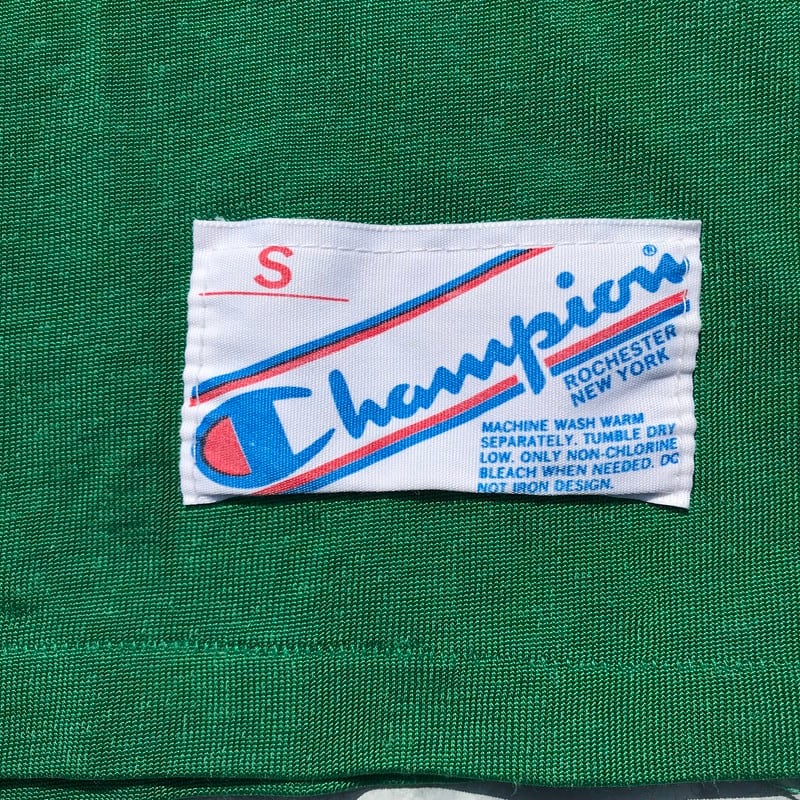 S
Champion®
ROCHESTER
NEW YORK
MACHINE WASH WARM
SEPARATELY. TUMBLE DRY
LOW. ONLY NON-CHLORINE
BLEACH WHEN NEEDED. DO
NOT IRON DESIGN.